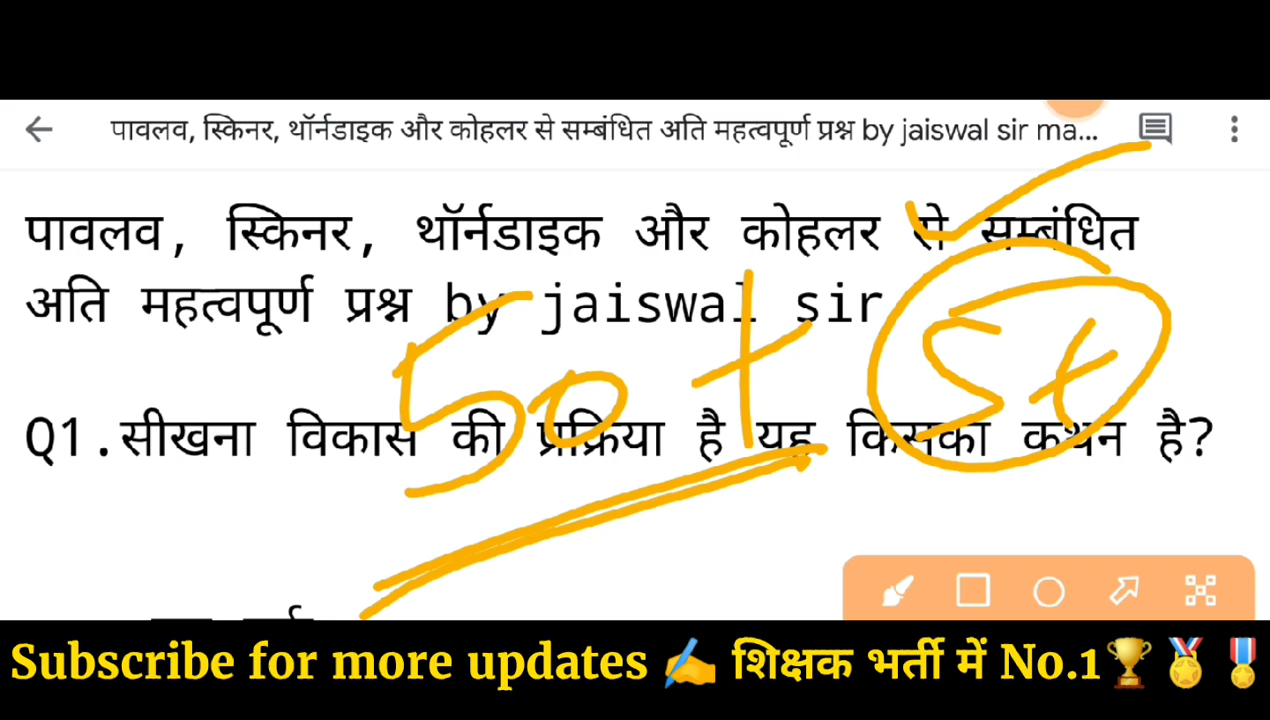 पावलव, स्किनर, थॉर्नडाइक और कोहलर से सम्बंधित अति महत्वपूर्ण प्रश्न by jaiswal sir ma...
पावलव, स्किनर, थॉर्नडाइक और कोहलर से सम्बंधित
अति महत्वपूर्ण प्रश्न by jaiswal sir
50+ 5+
Q1.सीखना विकास की प्रक्रिया है यह किसका कथन है?
Subscribe for more updates ✍️ शिक्षक भर्ती में No.1🏆🏅🎖️